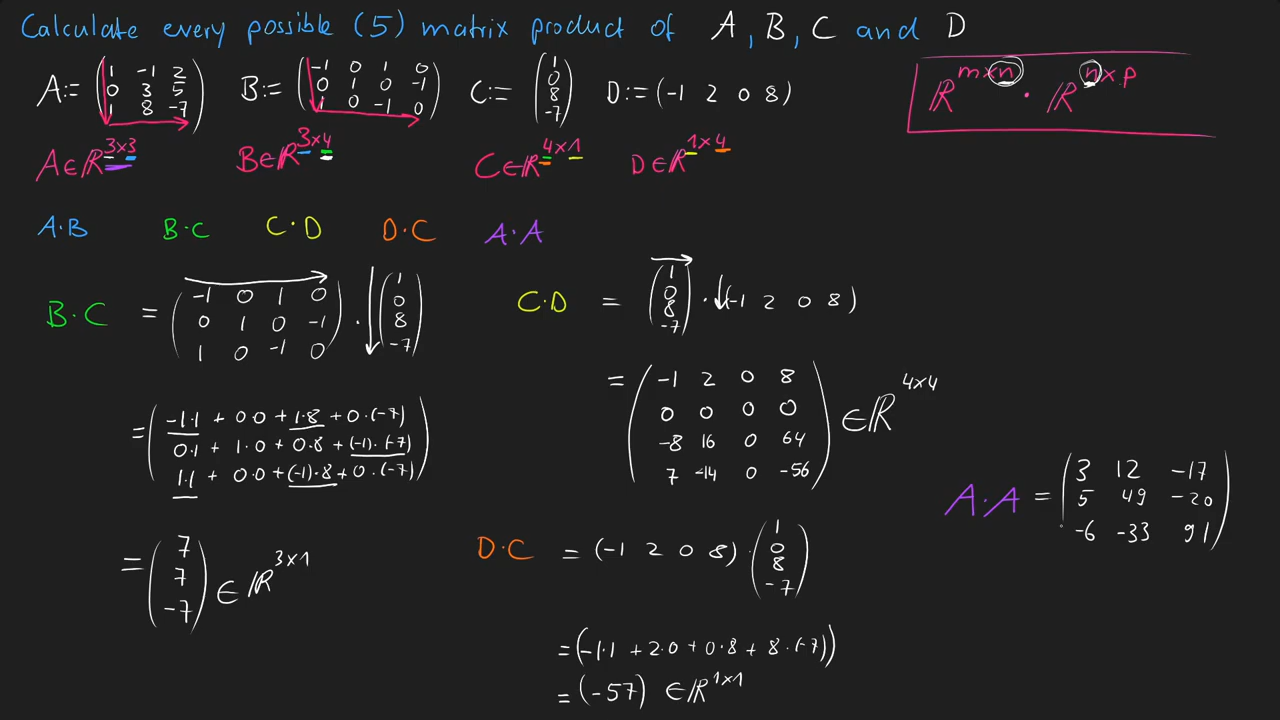 Calculate every possible (5) matrix product of A, B, C and D
A:= ( 1 -1 2
0 3 5
1 8 -7 )
B:= ( -1 0 1 0
0 1 0 -1
1 0 -1 0 )
C:= ( 1
0
8
-7 )
D:= (-1 2 0 8)
ℝ^{m×n} · ℝ^{n×p}
A∈ℝ^{3×3}
B∈ℝ^{3×4}
C∈ℝ^{4×1}
D∈ℝ^{1×4}
A·B B·C C·D D·C A·A
B·C = ( -1 0 1 0
0 1 0 -1
1 0 -1 0 ) · ( 1
0
8
-7 )
= ( -1·1 + 0·0 + 1·8 + 0·(-7)
0·1 + 1·0 + 0·8 + (-1)·(-7)
1·1 + 0·0 + (-1)·8 + 0·(-7) )
= ( 7
7
-7 ) ∈ ℝ^{3×1}
C·D = ( 1
0
8
-7 ) · (-1 2 0 8)
= ( -1 2 0 8
0 0 0 0
-8 16 0 64
7 -14 0 -56 ) ∈ℝ^{4×4}
D·C = (-1 2 0 8) · ( 1
0
8
-7 )
= (-1·1 + 2·0 + 0·8 + 8·(-7))
= (-57) ∈ℝ^{1×1}
A·A = ( 3 12 -17
5 49 -20
-6 -33 91 )